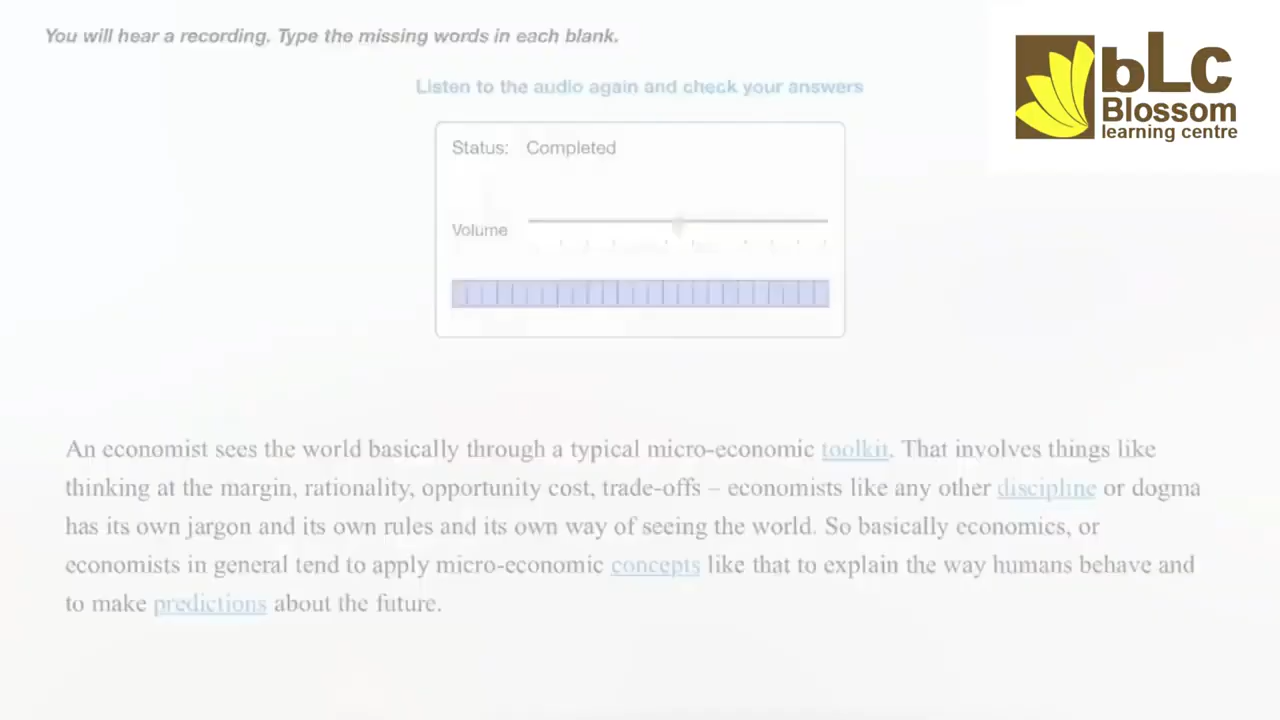 You will hear a recording. Type the missing words in each blank.
Listen to the audio again and check your answers
bLc
Blossom
learning centre
Status: Completed
Volume
An economist sees the world basically through a typical micro-economic toolkit. That involves things like
thinking at the margin, rationality, opportunity cost, trade-offs – economists like any other discipline or dogma
has its own jargon and its own rules and its own way of seeing the world. So basically economics, or
economists in general tend to apply micro-economic concepts like that to explain the way humans behave and
to make predictions about the future.